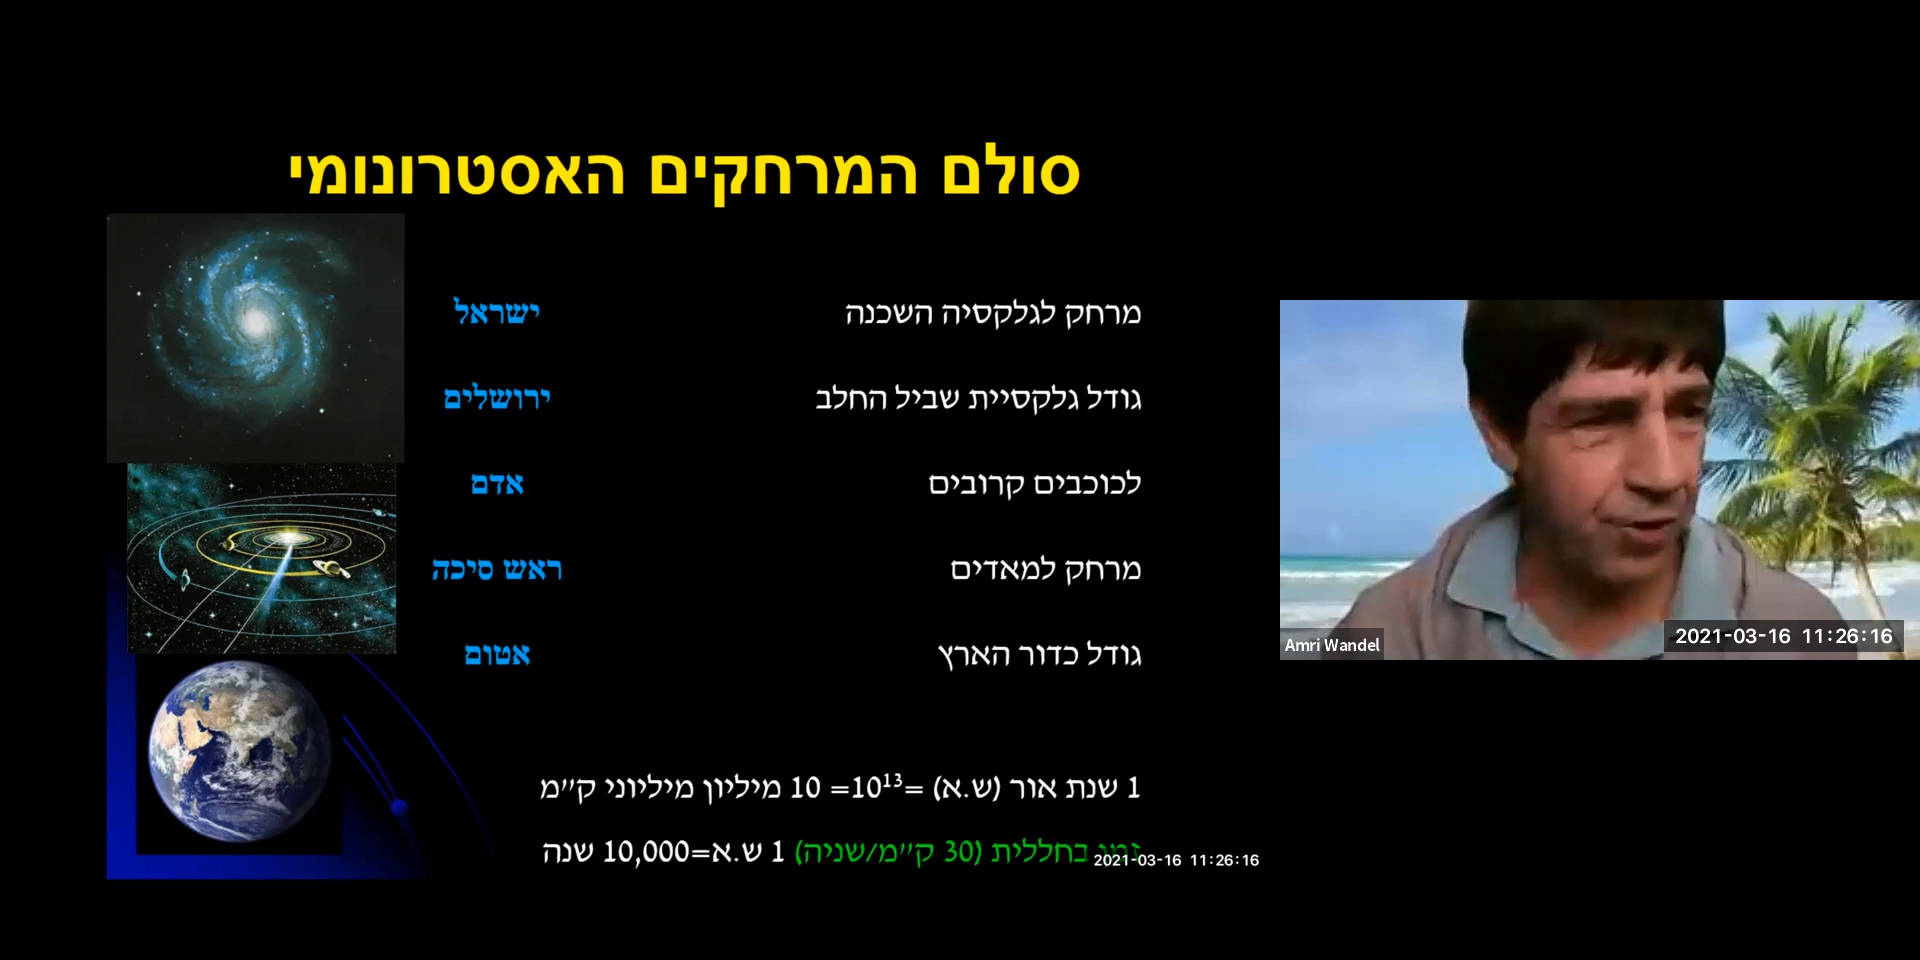 סולם המרחקים האסטרונומי
מרחק לגלקסיה השכנה ישראל
גודל גלקסיית שביל החלב ירושלים
לכוכבים קרובים אדם
מרחק למאדים ראש סיכה
גודל כדור הארץ אטום
1 שנת אור (ש.א) =10¹³= 10 מיליון מיליוני ק"מ
זמן בחללית (30 ק"מ/שניה) 1 ש.א=10,000 שנה
2021-03-16 11:26:16
Amri Wandel
2021-03-16 11:26:16